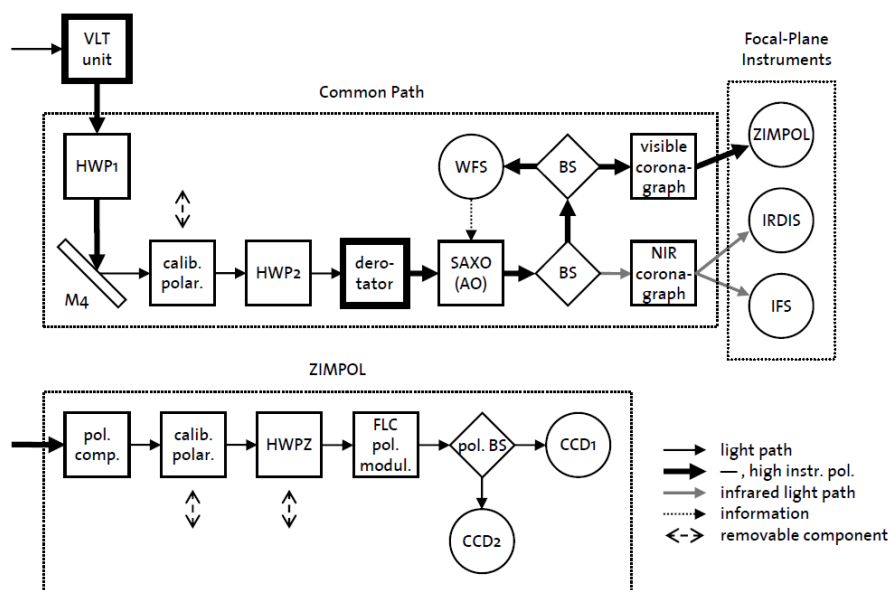 VLT
unit
Focal-Plane
Instruments
Common Path
HWP1
WFS
BS
visible
corona-
graph
ZIMPOL
IRDIS
M4
calib.
polar.
HWP2
dero-
tator
SAXO
(AO)
BS
NIR
corona-
graph
IFS
ZIMPOL
pol.
comp.
calib.
polar.
HWPZ
FLC
pol.
modul.
pol. BS
CCD1
CCD2
light path
— , high instr. pol.
infrared light path
information
removable component